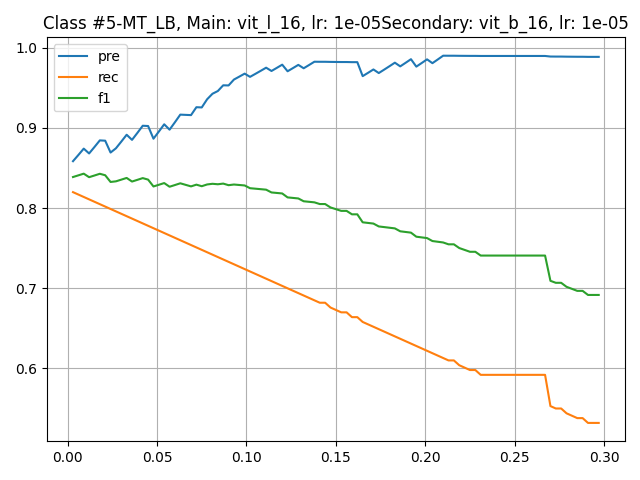 Class #5-MT_LB, Main: vit_l_16, lr: 1e-05Secondary: vit_b_16, lr: 1e-05
pre
rec
f1
1.0
0.9
0.8
0.7
0.6
0.00 0.05 0.10 0.15 0.20 0.25 0.30